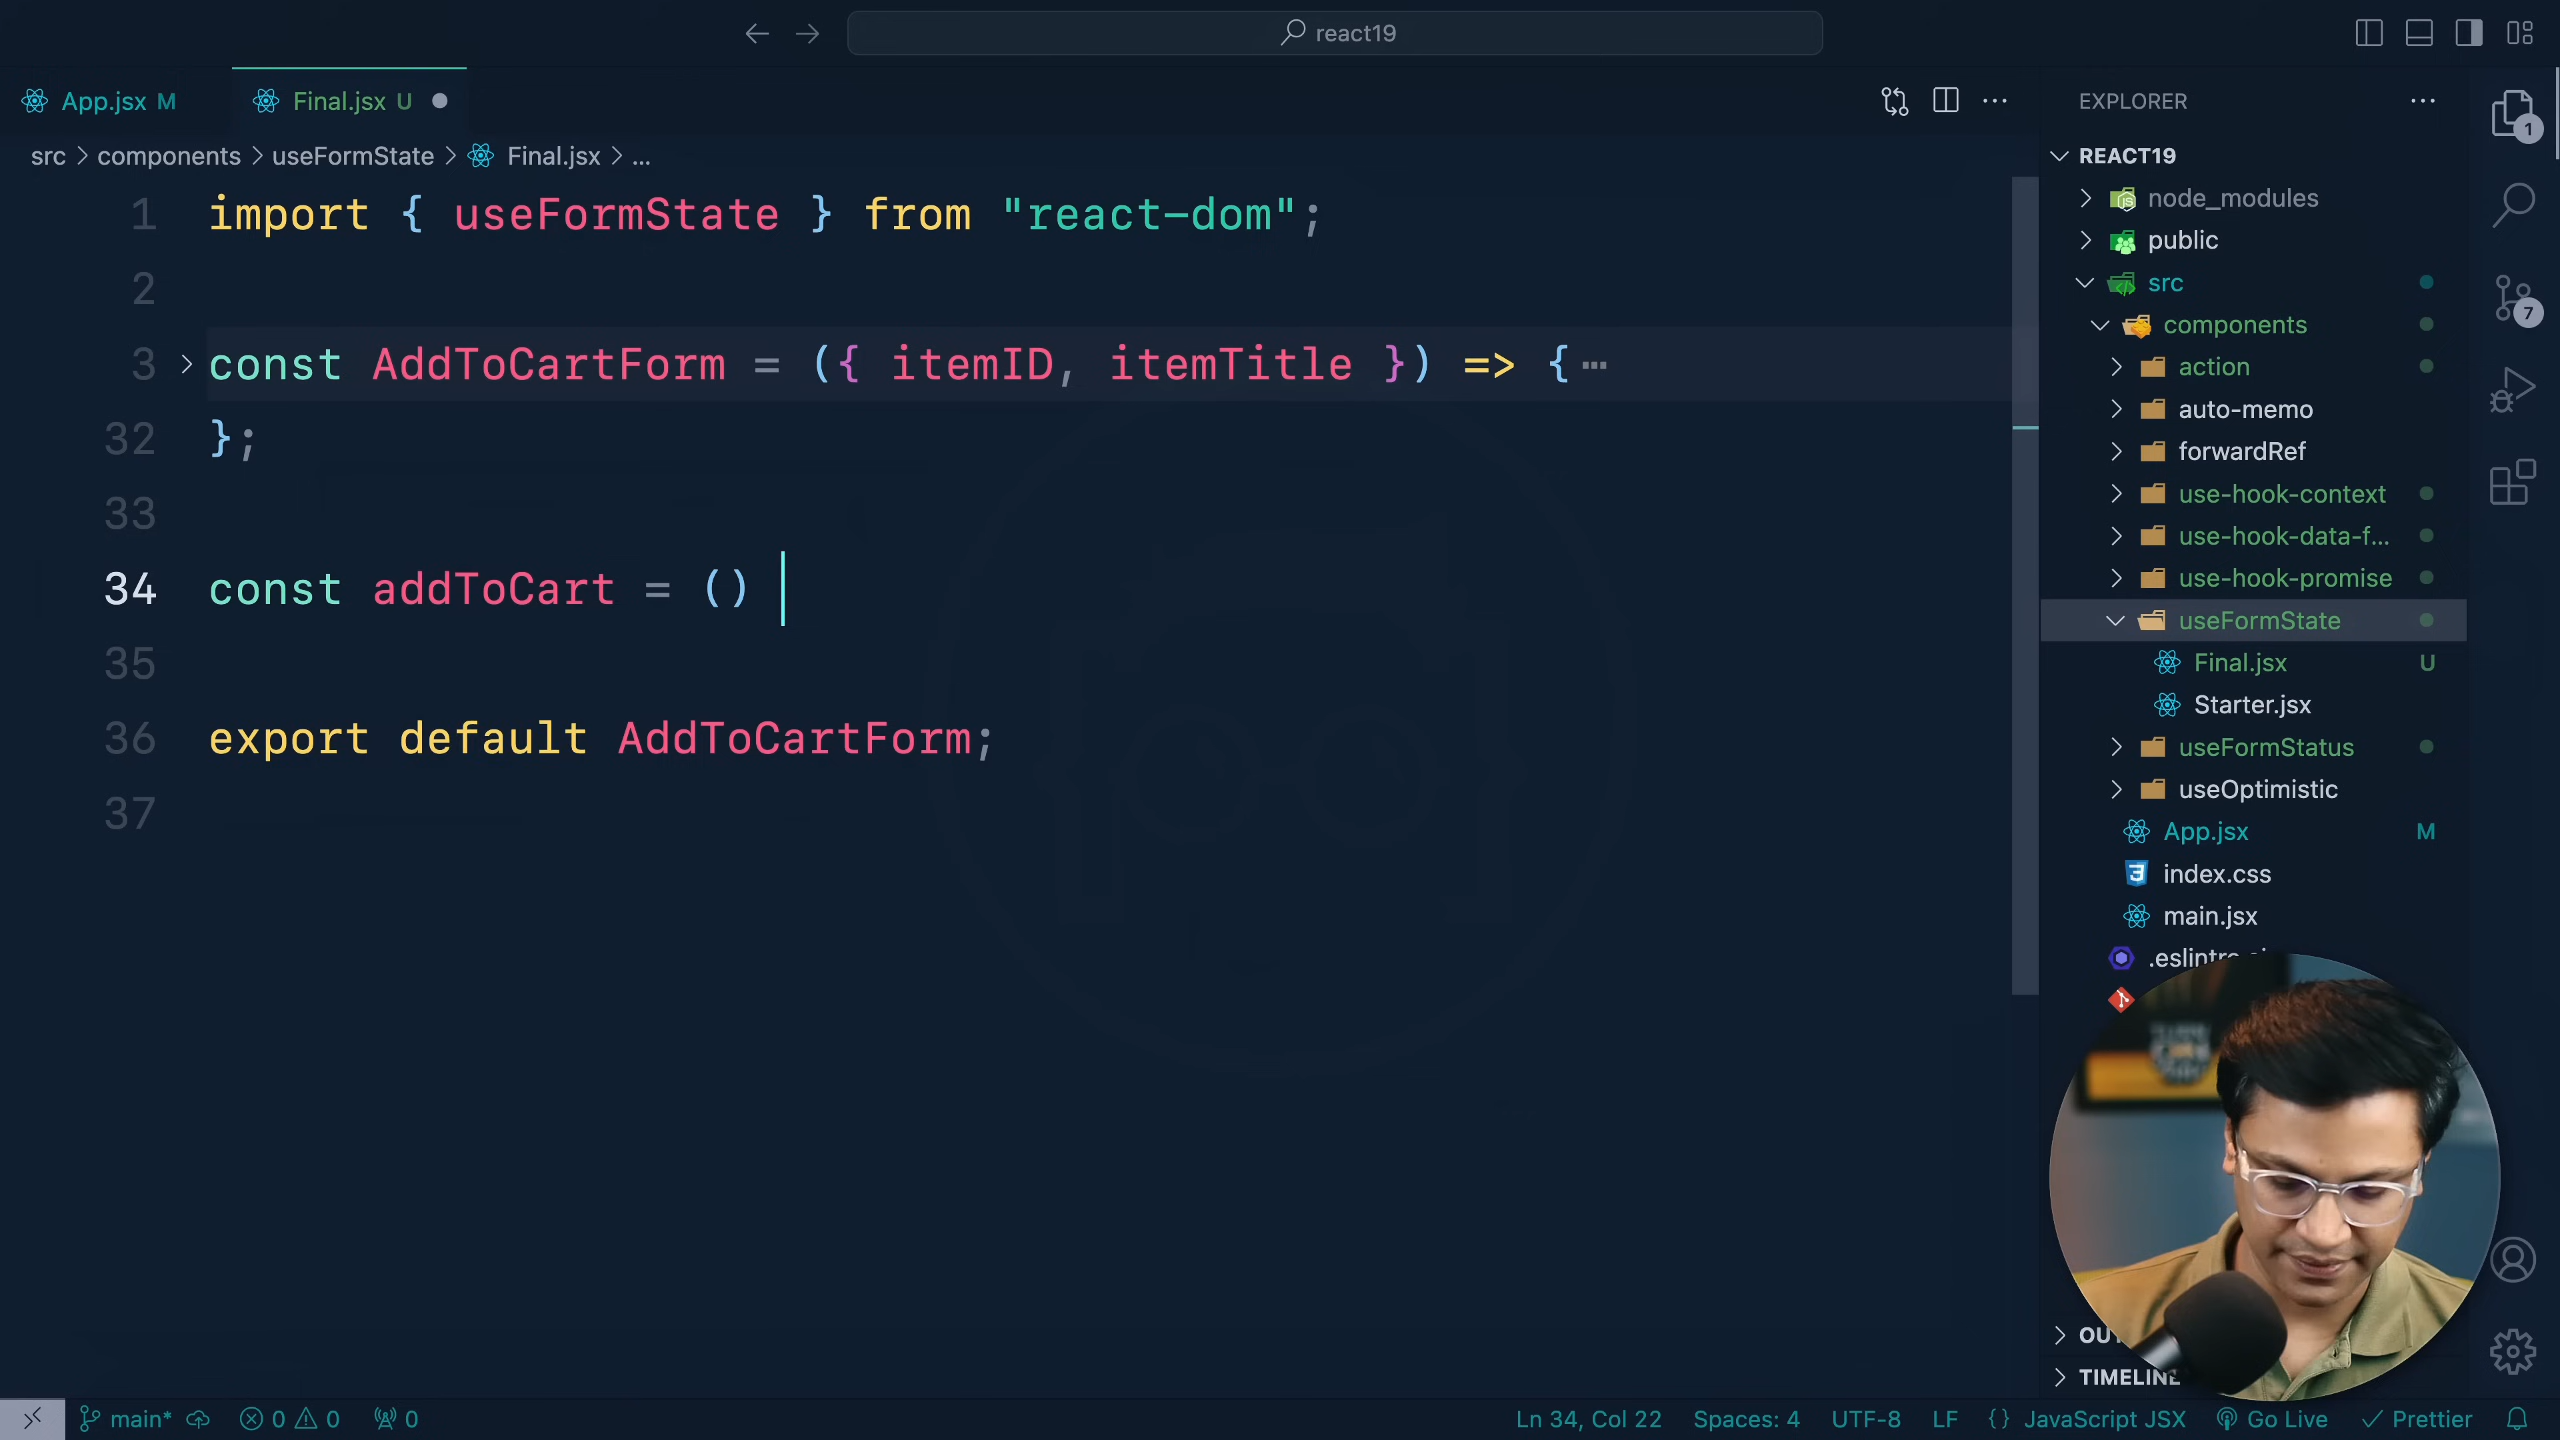 react19
App.jsx M
Final.jsx U
src > components > useFormState > Final.jsx > ...
1 import { useFormState } from "react-dom";
2
3 const AddToCartForm = ({ itemID, itemTitle }) => { ...
32 };
33
34 const addToCart = ()
35
36 export default AddToCartForm;
37
EXPLORER
REACT19
node_modules
public
src
components
action
auto-memo
forwardRef
use-hook-context
use-hook-data-f...
use-hook-promise
useFormState
Final.jsx U
Starter.jsx
useFormStatus
useOptimistic
App.jsx M
index.css
main.jsx
TIMELINE
1
7
main* 0 0 0 Ln 34, Col 22 Spaces: 4 UTF-8 LF {} JavaScript JSX Go Live Prettier